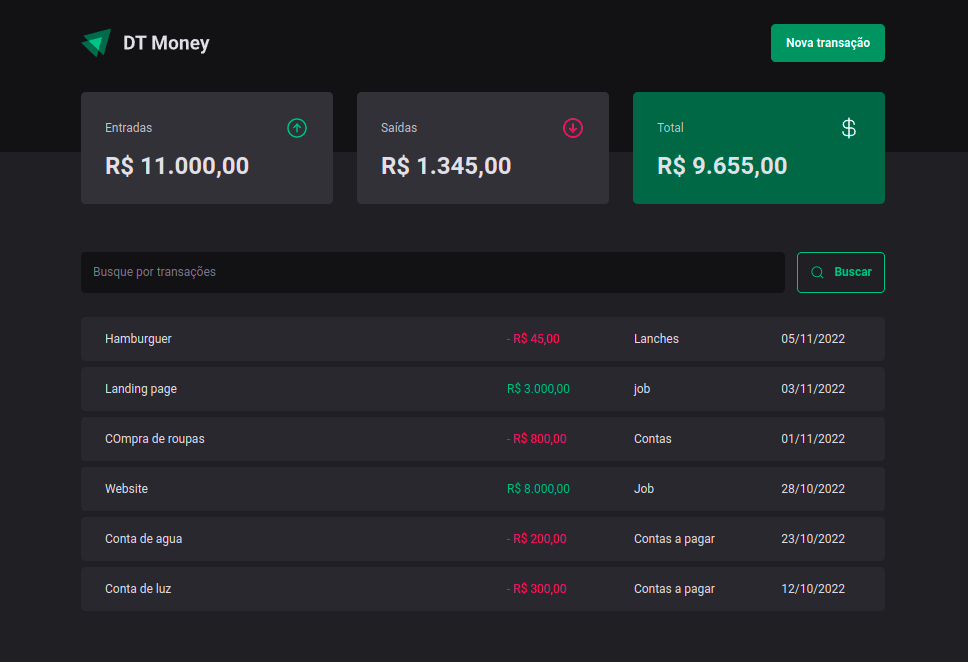 DT Money
Nova transação
Entradas
R$ 11.000,00
Saídas
R$ 1.345,00
Total
$
R$ 9.655,00
Busque por transações
Buscar
Hamburguer - R$ 45,00 Lanches 05/11/2022
Landing page R$ 3.000,00 job 03/11/2022
COmpra de roupas - R$ 800,00 Contas 01/11/2022
Website R$ 8.000,00 Job 28/10/2022
Conta de agua - R$ 200,00 Contas a pagar 23/10/2022
Conta de luz - R$ 300,00 Contas a pagar 12/10/2022